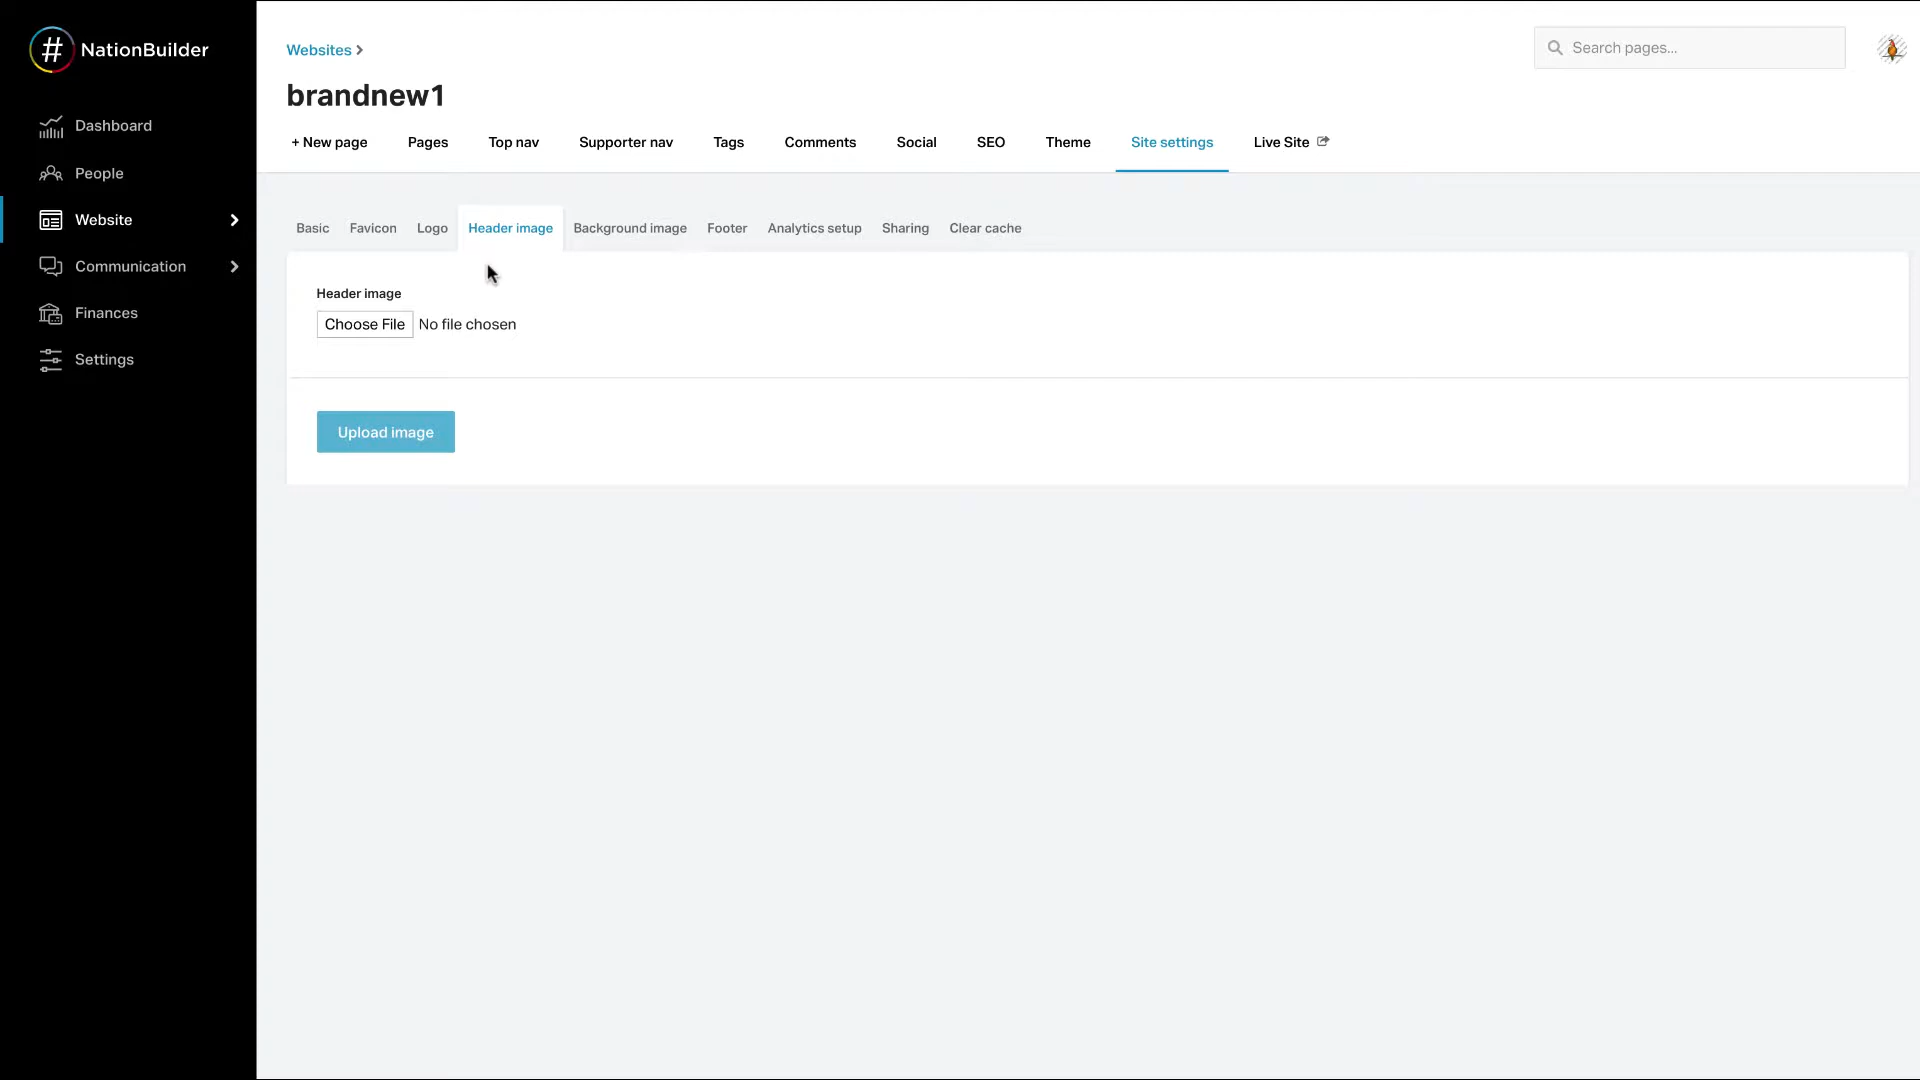 # NationBuilder
Dashboard
People
Website
Communication
Finances
Settings
Websites
Search pages...
brandnew1
+ New page Pages Top nav Supporter nav Tags Comments Social SEO Theme Site settings Live Site
Basic Favicon Logo Header image Background image Footer Analytics setup Sharing Clear cache
Header image
Choose File No file chosen
Upload image